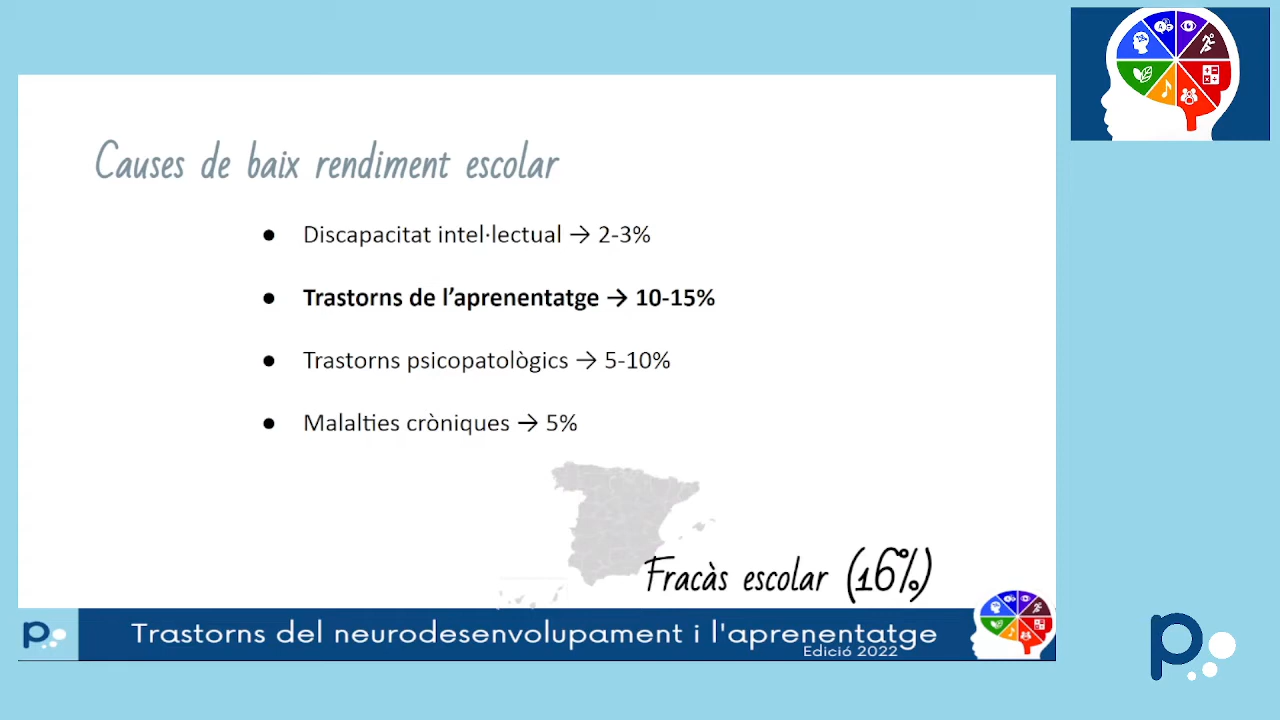 Causes de baix rendiment escolar
● Discapacitat intel·lectual → 2-3%
● Trastorns de l’aprenentatge → 10-15%
● Trastorns psicopatològics → 5-10%
● Malalties cròniques → 5%
Fracàs escolar (16%)
p
Trastorns del neurodesenvolupament i l'aprenentatge
Edició 2022
p